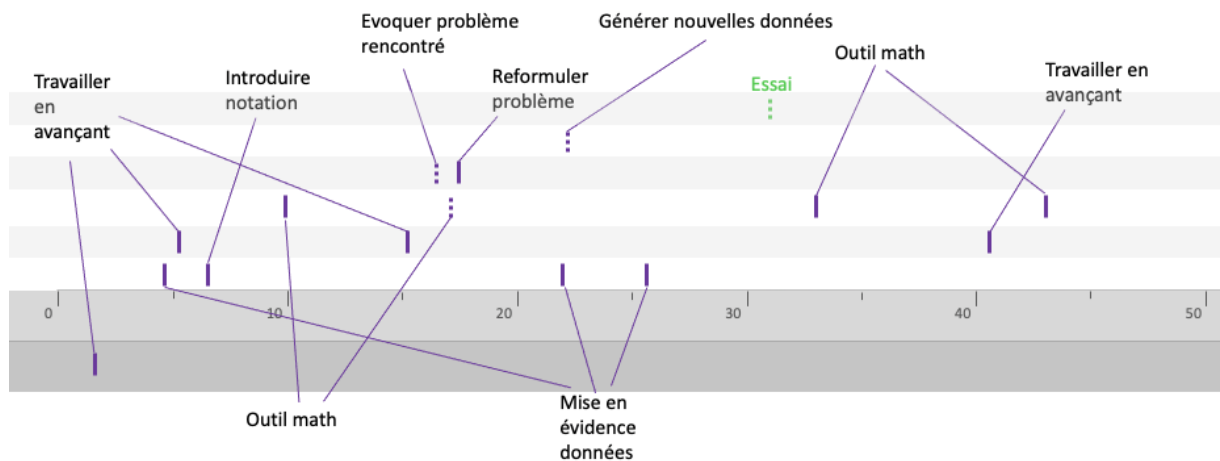 Evoquer problème
rencontré
Générer nouvelles données
Travailler
en
avançant
Introduire
notation
Reformuler
problème
Essai
Outil math
Travailler en
avançant
0
10
20
30
40
50
Outil math
Mise en
évidence
données